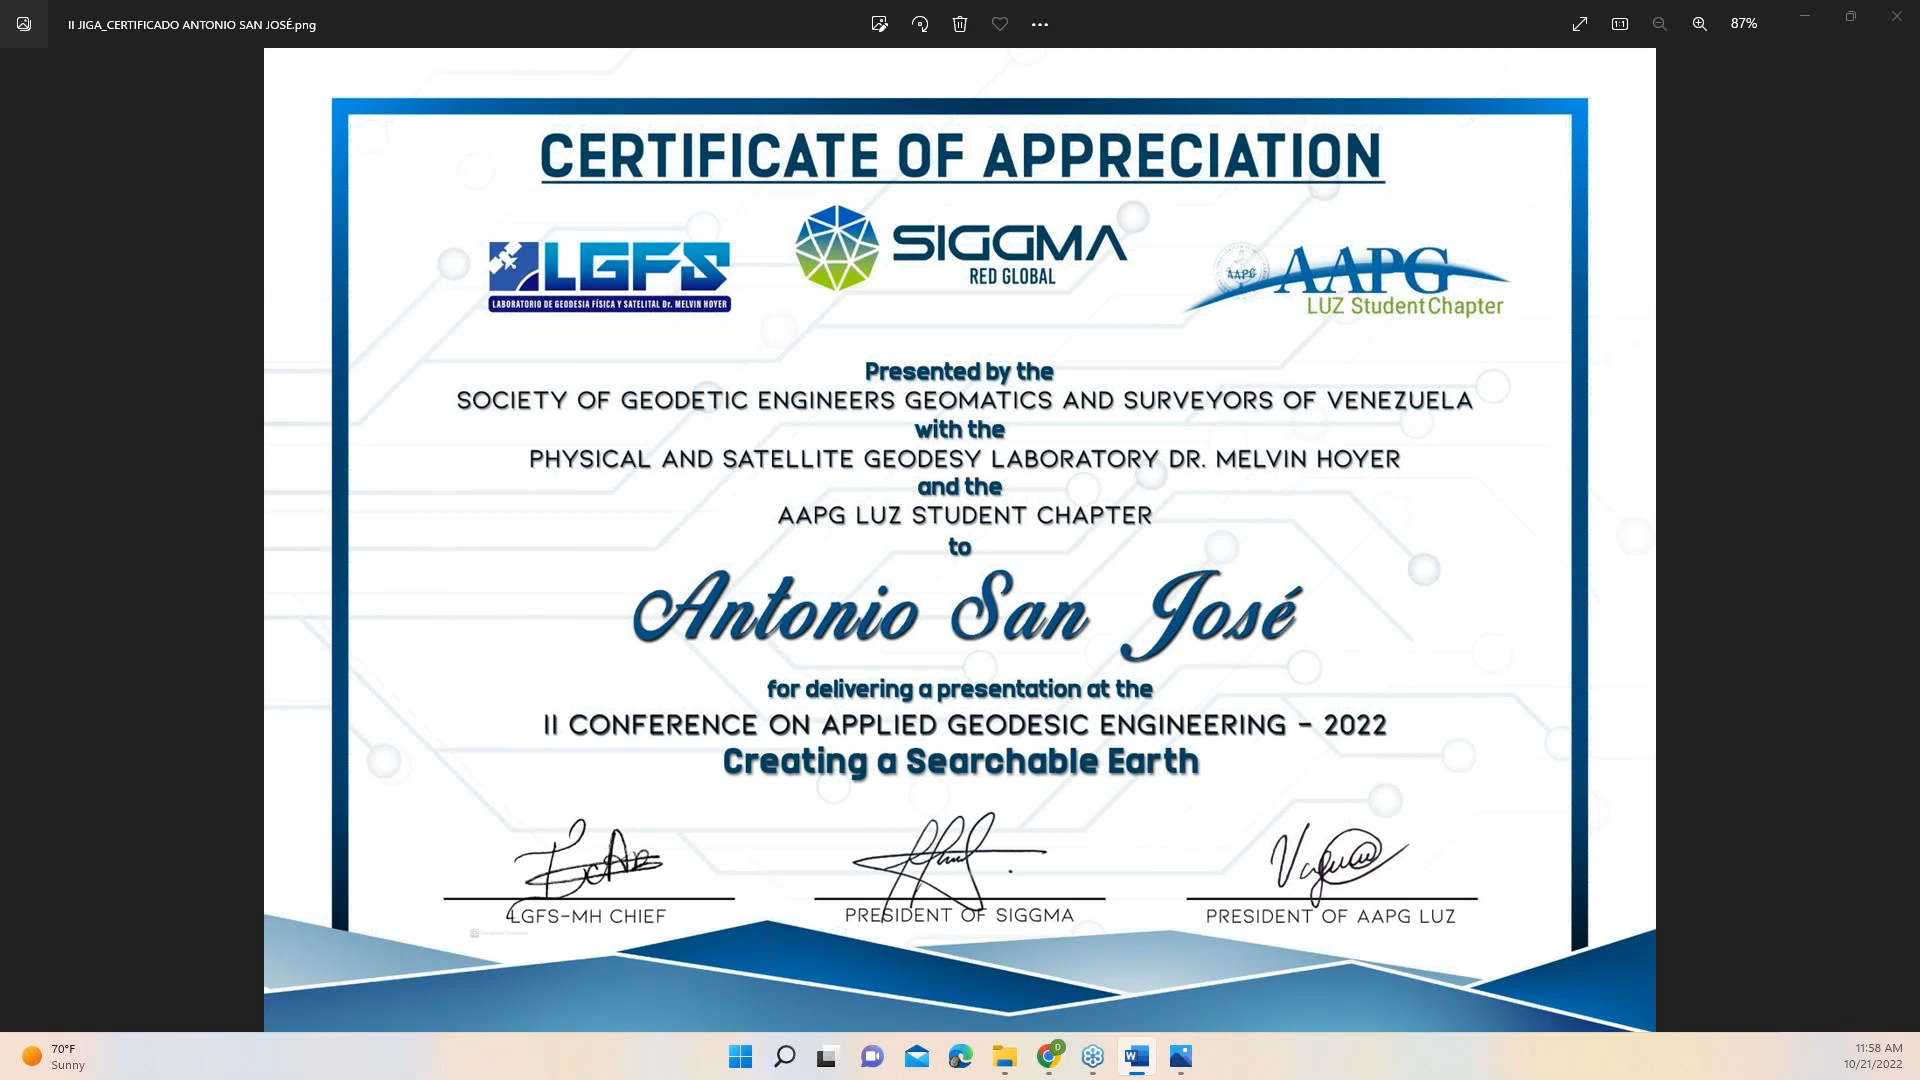 II JIGA_CERTIFICADO ANTONIO SAN JOSÉ.png
87%
CERTIFICATE OF APPRECIATION
LGFS
LABORATORIO DE GEODESIA FÍSICA Y SATELITAL Dr. MELVIN HOYER
SIGGMA
RED GLOBAL
AAPG
AAPG
LUZ Student Chapter
Presented by the
SOCIETY OF GEODETIC ENGINEERS GEOMATICS AND SURVEYORS OF VENEZUELA
with the
PHYSICAL AND SATELLITE GEODESY LABORATORY DR. MELVIN HOYER
and the
AAPG LUZ STUDENT CHAPTER
to
Antonio San José
for delivering a presentation at the
II CONFERENCE ON APPLIED GEODESIC ENGINEERING - 2022
Creating a Searchable Earth
LGFS-MH CHIEF
PRESIDENT OF SIGGMA
PRESIDENT OF AAPG LUZ
70°F
Sunny
D
W
11:58 AM
10/21/2022